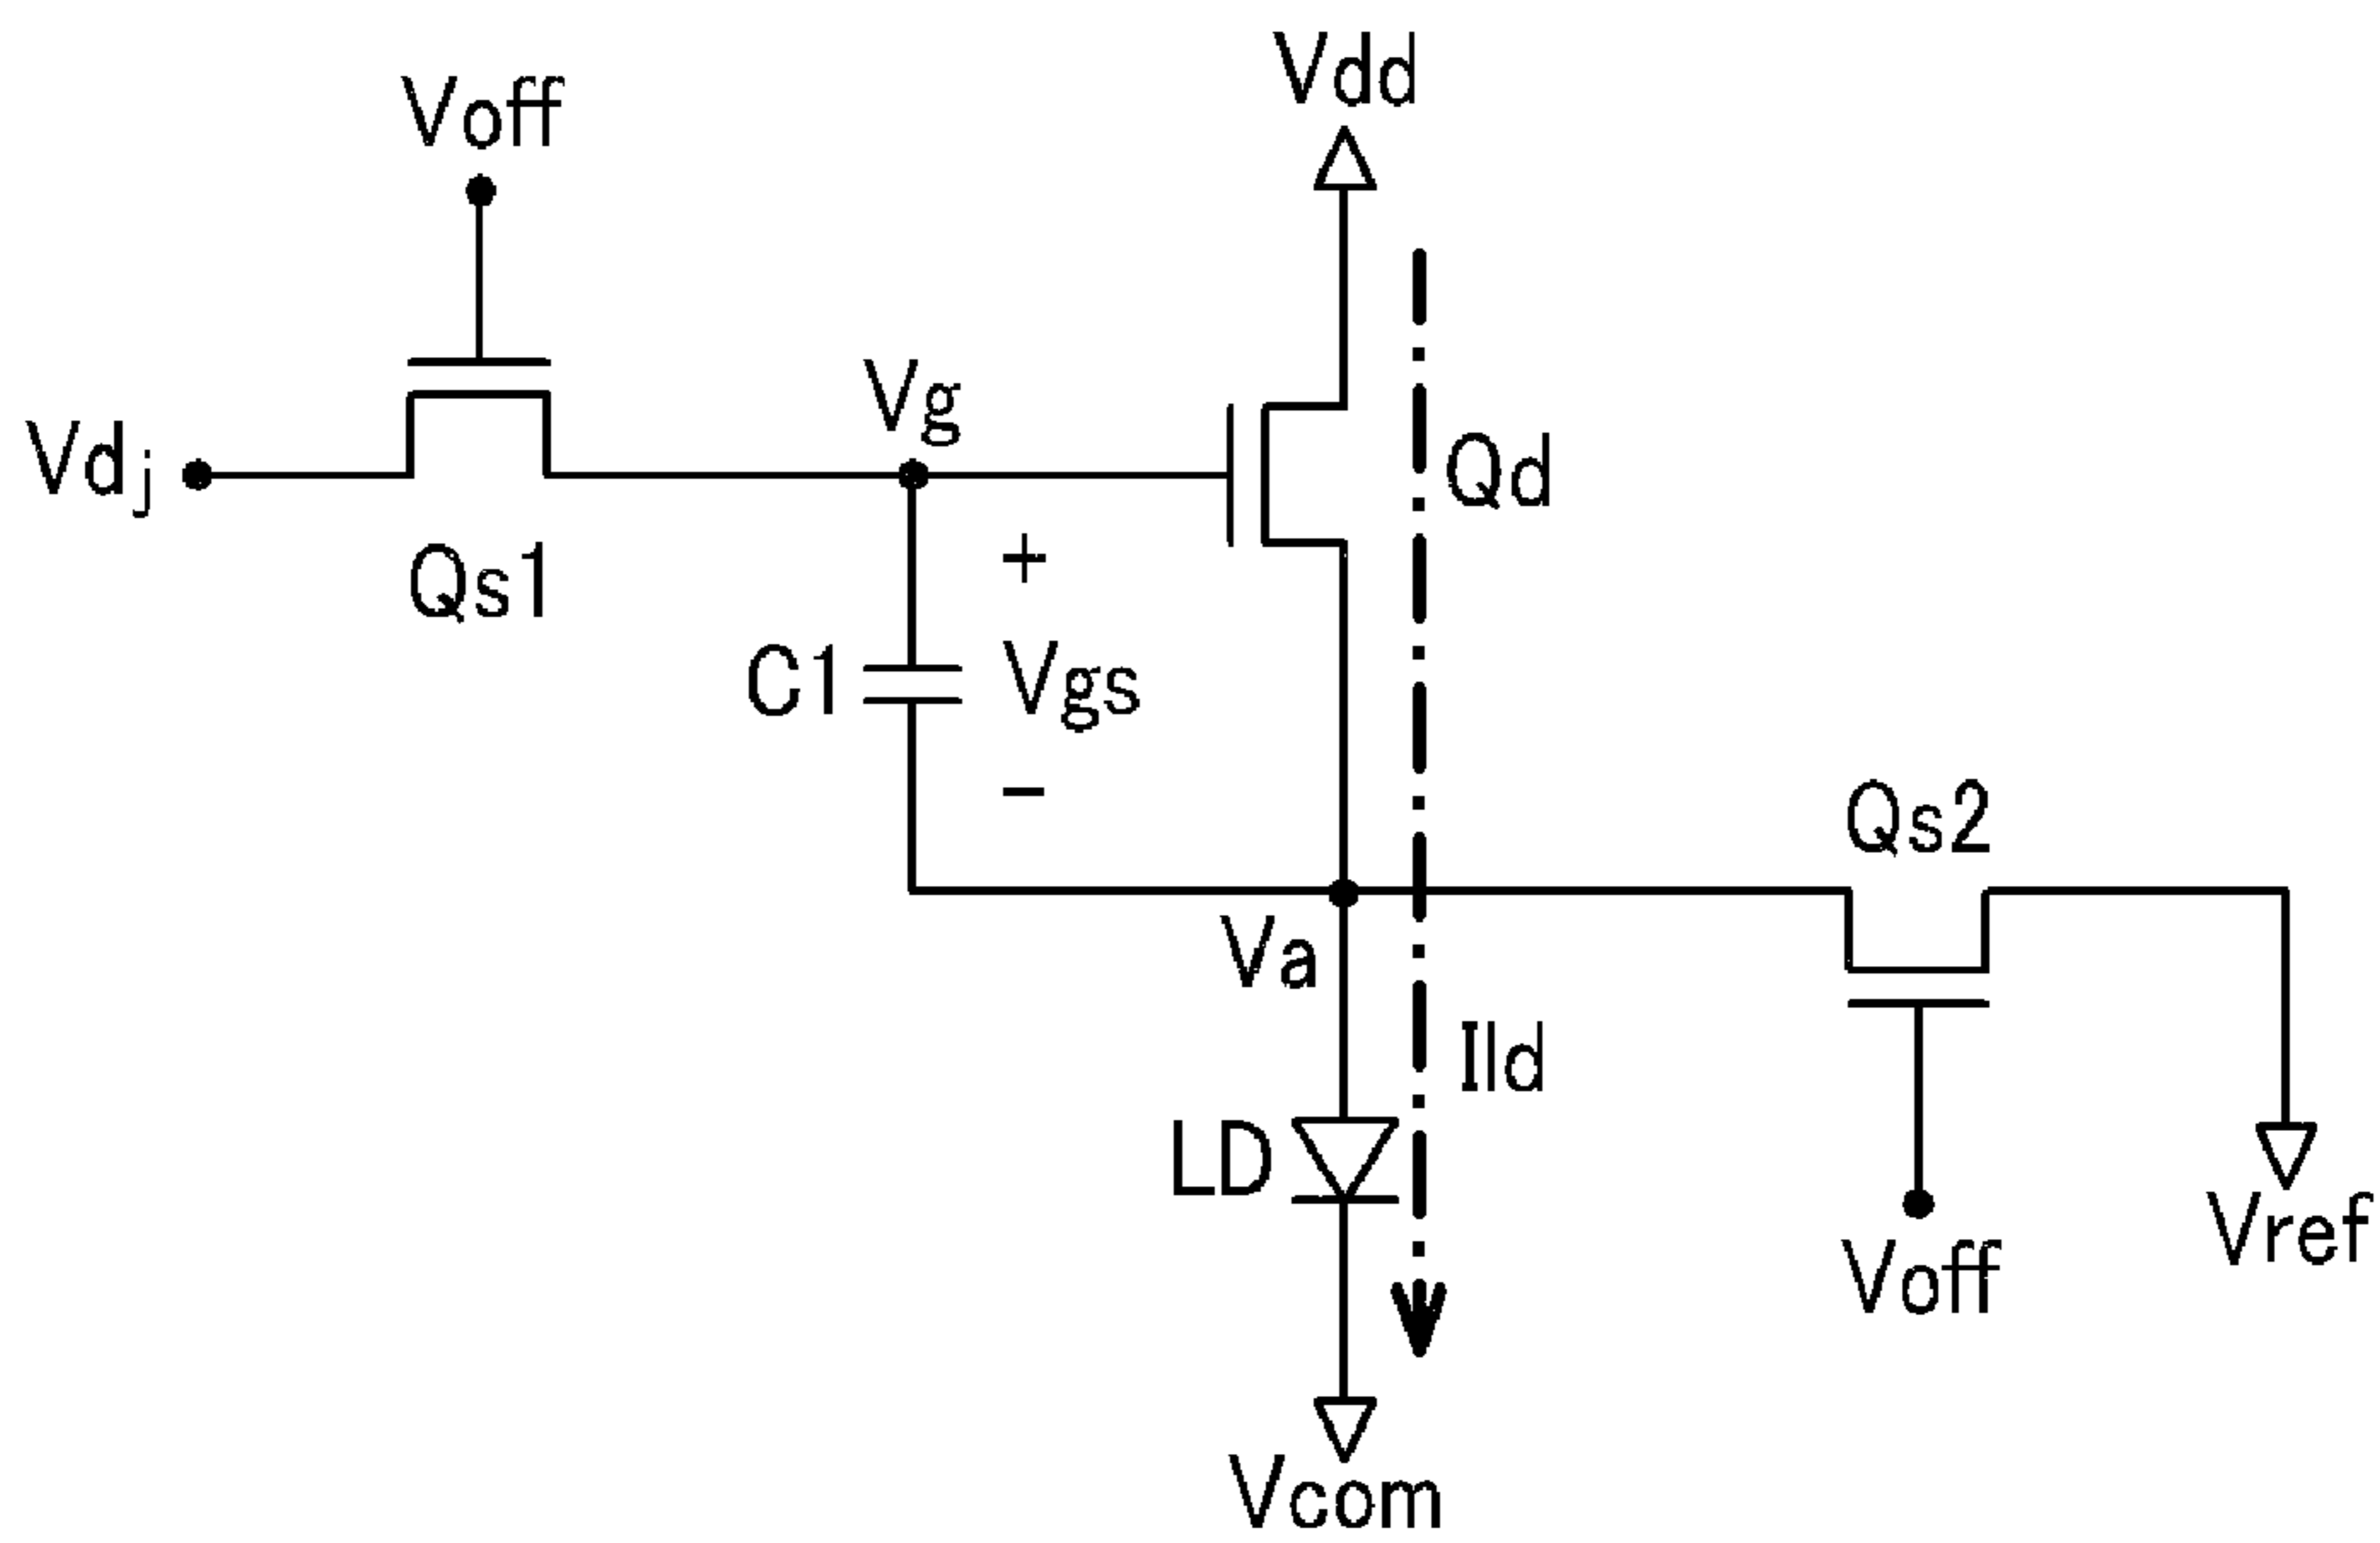 Vdd
Voff
Vg
Vdj
Qd
Qs1
+
C1
Vgs
−
Qs2
Va
Ild
LD
Vref
Voff
Vcom